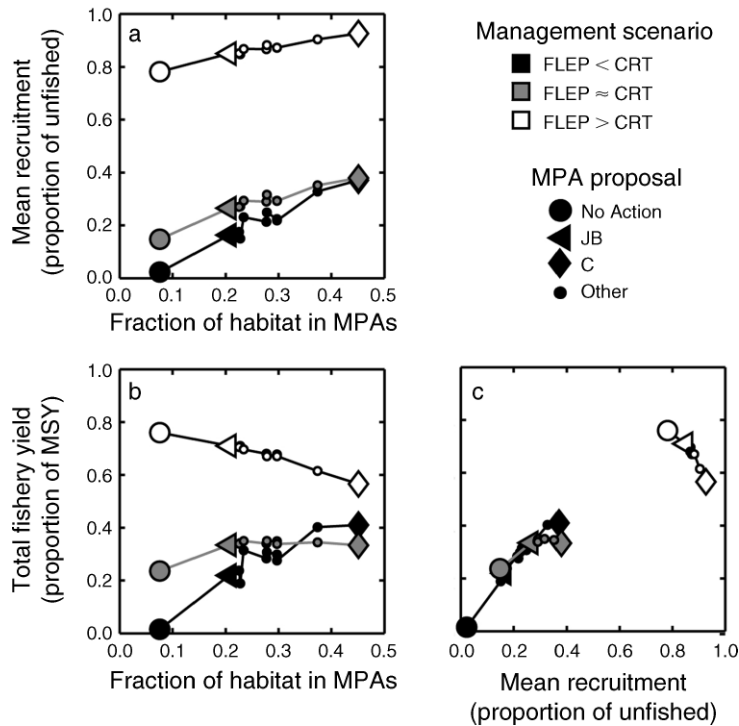 a
Mean recruitment
(proportion of unfished)
1.0
0.8
0.6
0.4
0.2
0.0
0.0 0.1 0.2 0.3 0.4 0.5
Fraction of habitat in MPAs
Management scenario
FLEP < CRT
FLEP ≈ CRT
FLEP > CRT
MPA proposal
No Action
JB
C
Other
b
Total fishery yield
(proportion of MSY)
1.0
0.8
0.6
0.4
0.2
0.0
0.0 0.1 0.2 0.3 0.4 0.5
Fraction of habitat in MPAs
c
0.0 0.2 0.4 0.6 0.8 1.0
Mean recruitment
(proportion of unfished)